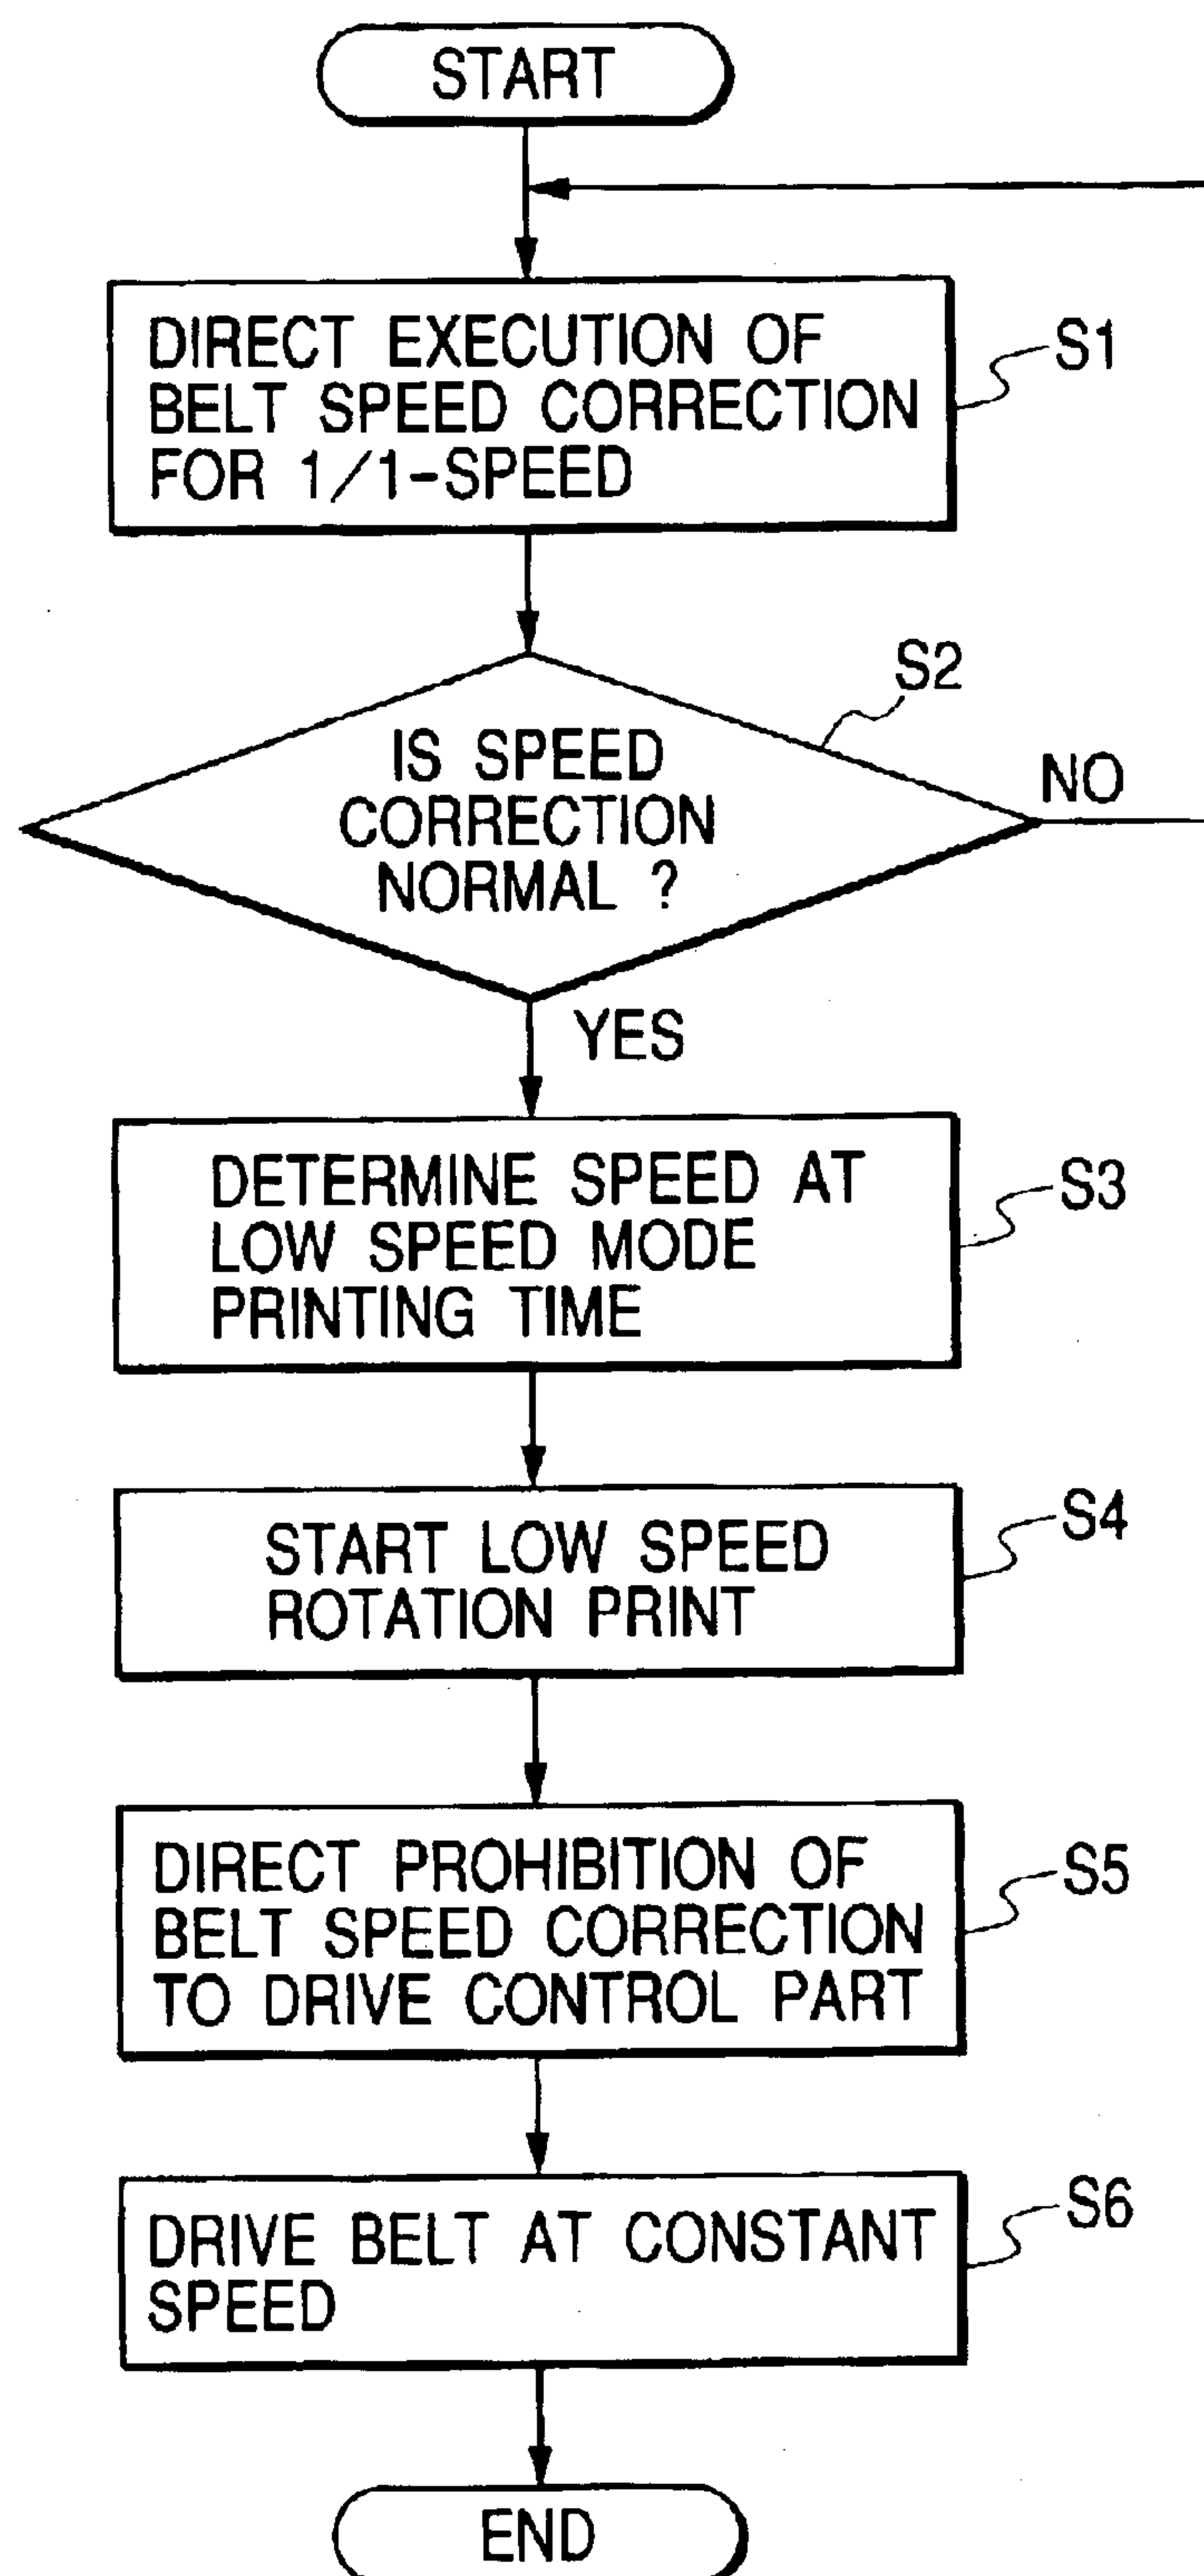 START
DIRECT EXECUTION OF
BELT SPEED CORRECTION
FOR 1/1-SPEED
S1
S2
IS SPEED
CORRECTION
NORMAL ?
NO
YES
DETERMINE SPEED AT
LOW SPEED MODE
PRINTING TIME
S3
START LOW SPEED
ROTATION PRINT
S4
DIRECT PROHIBITION OF
BELT SPEED CORRECTION
TO DRIVE CONTROL PART
S5
DRIVE BELT AT CONSTANT
SPEED
S6
END